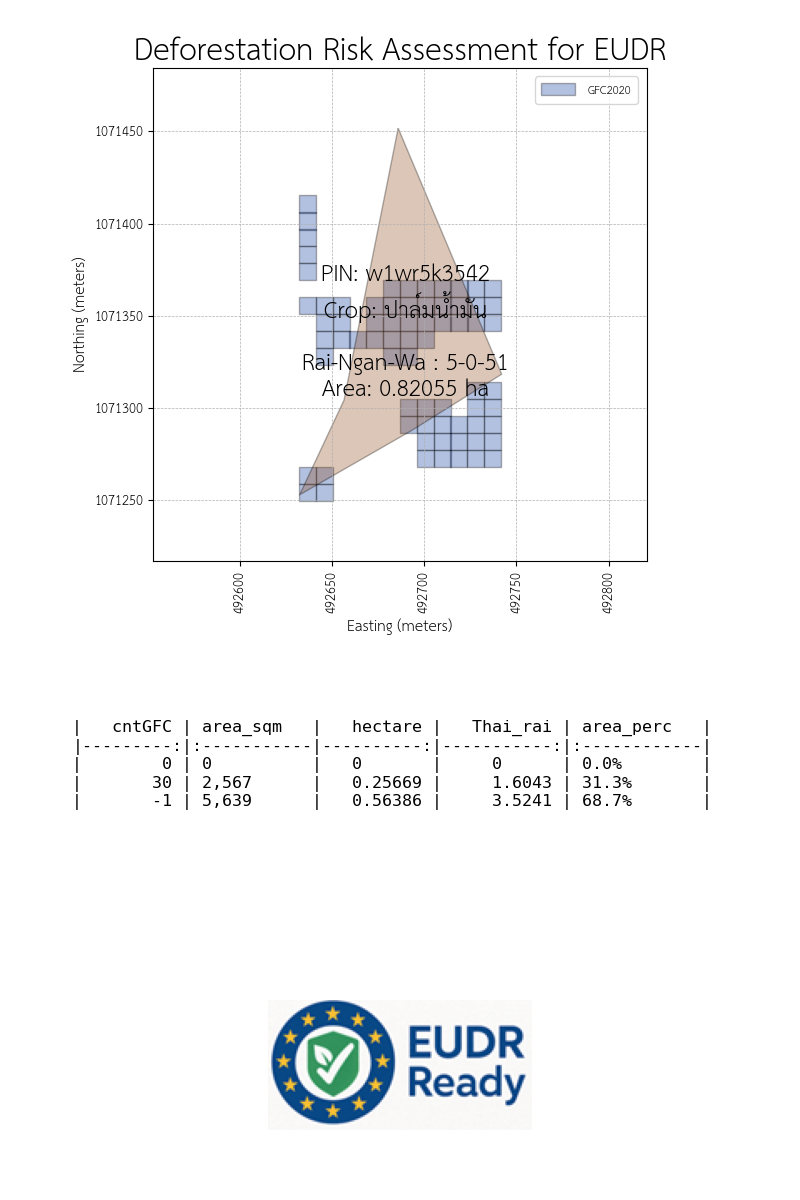 Deforestation Risk Assessment for EUDR
GFC2020
1071450
1071400
1071350
1071300
1071250
Northing (meters)
PIN: w1wr5k3542
Crop: ปาล์มน้ำมัน
Rai-Ngan-Wa : 5-0-51
Area: 0.82055 ha
492600
492650
492700
492750
492800
Easting (meters)
| cntGFC | area_sqm | hectare | Thai_rai | area_perc |
|---------:|:-----------|----------:|-----------:|:------------|
| 0 | 0 | 0 | 0 | 0.0% |
| 30 | 2,567 | 0.25669 | 1.6043 | 31.3% |
| -1 | 5,639 | 0.56386 | 3.5241 | 68.7% |
EUDR
Ready